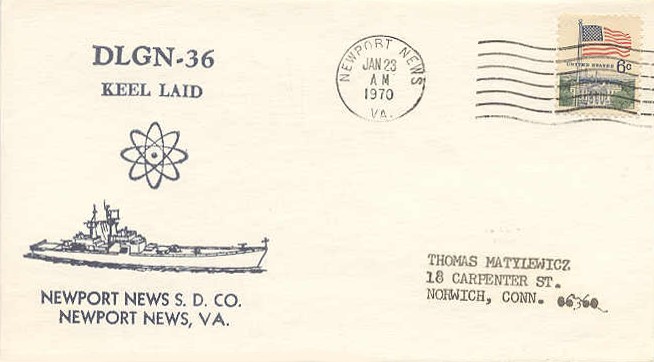 DLGN-36
KEEL LAID
NEWPORT NEWS S. D. CO.
NEWPORT NEWS, VA.
NEWPORT NEWS
JAN 23
A M
1970
VA.
UNITED STATES 6c
THOMAS MATYLEWICZ
18 CARPENTER ST.
NORWICH, CONN. 06360